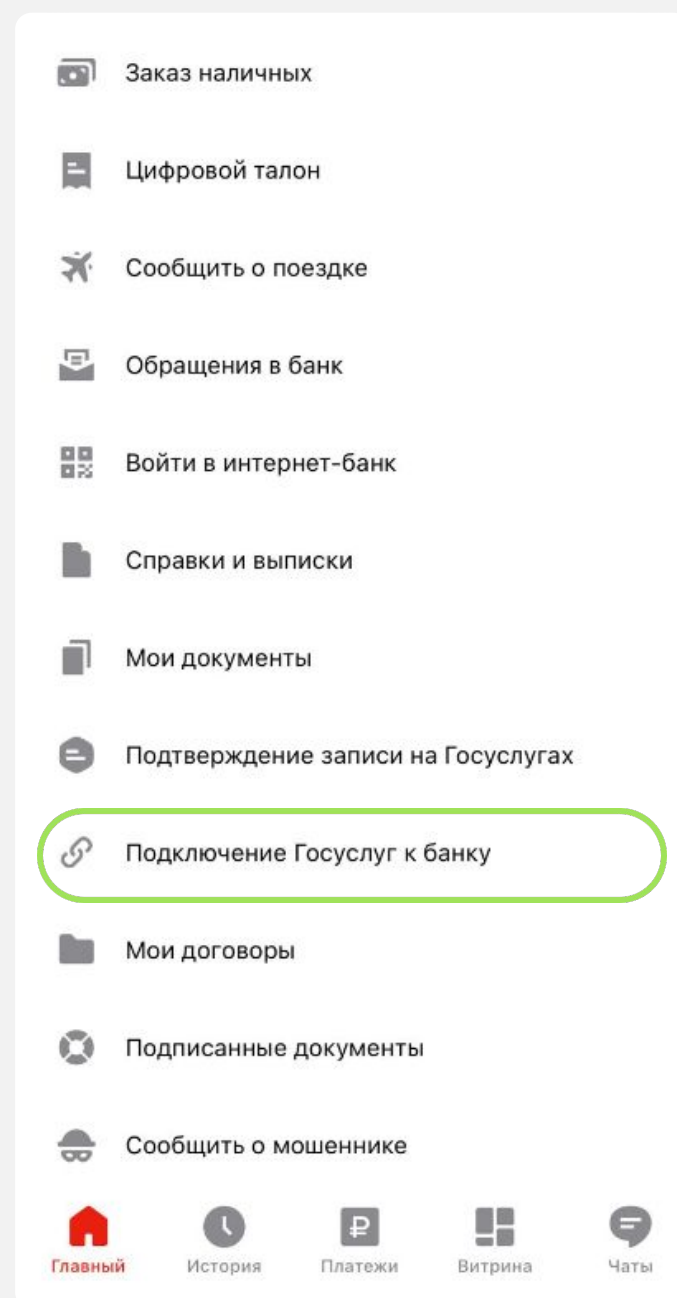 Заказ наличных
Цифровой талон
Сообщить о поездке
Обращения в банк
Войти в интернет-банк
Справки и выписки
Мои документы
Подтверждение записи на Госуслугах
Подключение Госуслуг к банку
Мои договоры
Подписанные документы
Сообщить о мошеннике
Главный История Платежи Витрина Чаты